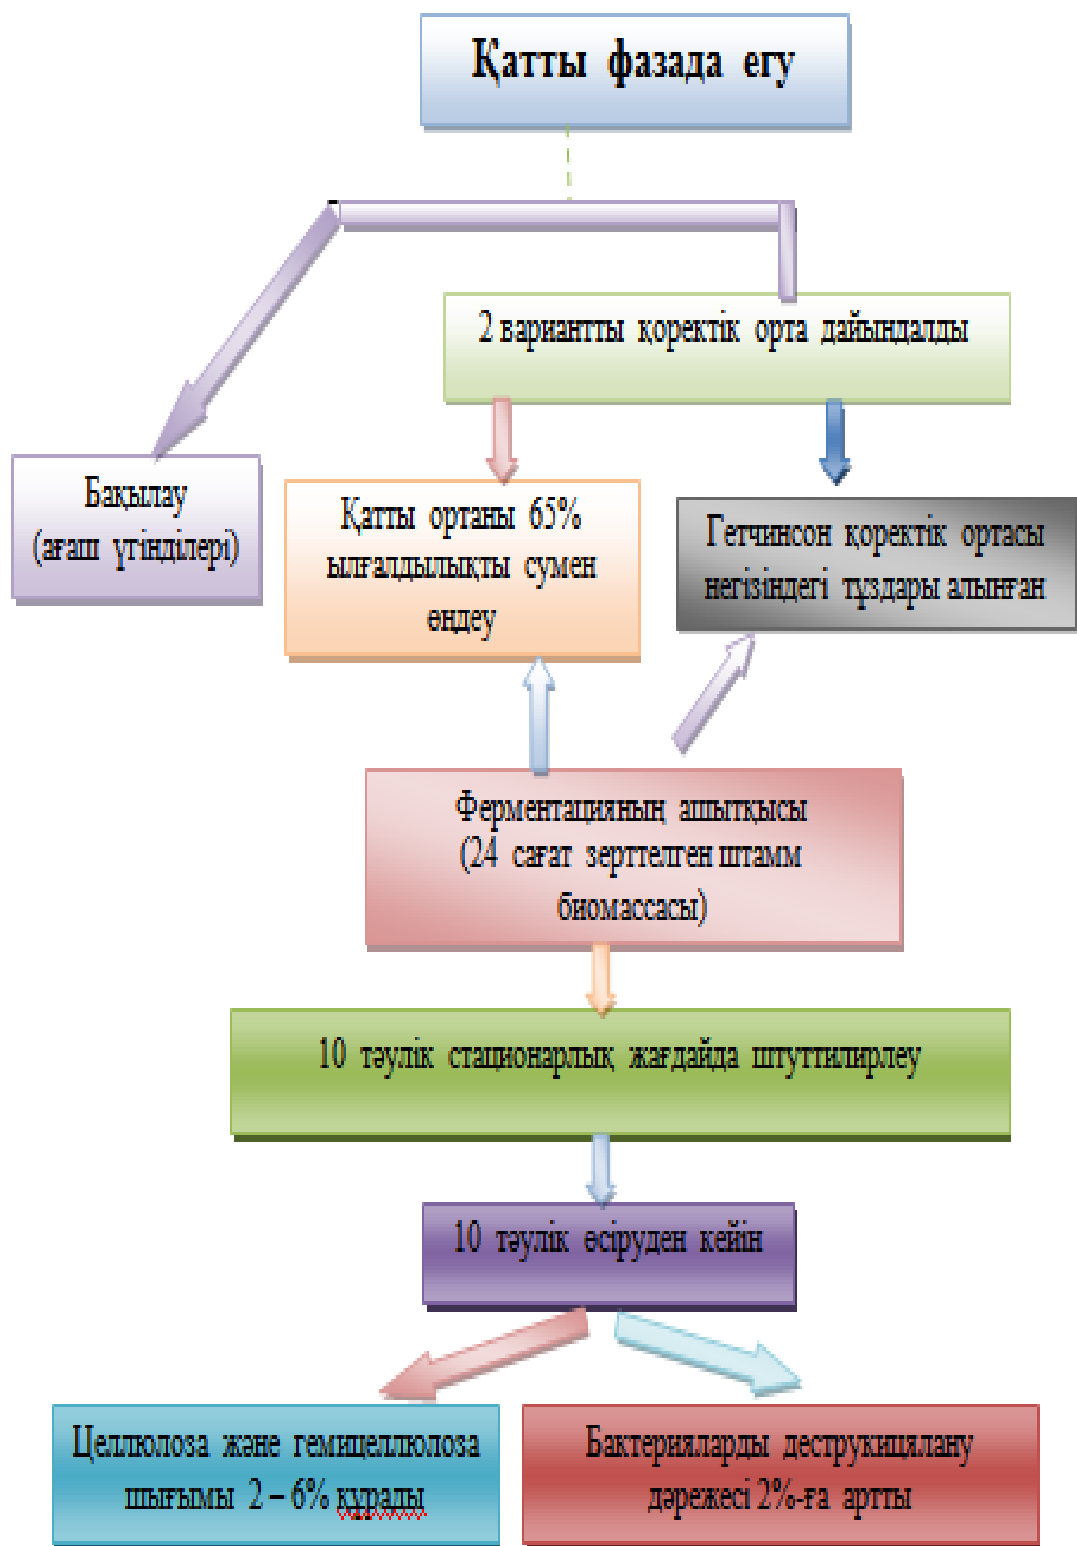 Қатты фазада егу
2 вариантты қоректік орта дайындалды
Бақылау
(ағаш үгінділері)
Қатты ортаны 65%
ылғалдылықты сумен
өңдеу
Гетчинсон қоректік ортасы
негізіндегі тұздары алынған
Ферментацияның ашытқысы
(24 сағат зерттелген штамм
биомассасы)
10 тәулік стационарлық жағдайда штуттилирлеу
10 тәулік өсіруден кейін
Целлюлоза және гемицеллюлоза
шығымы 2 – 6% құрады
Бактерияларды деструкициялану
дәрежесі 2%-ға артты